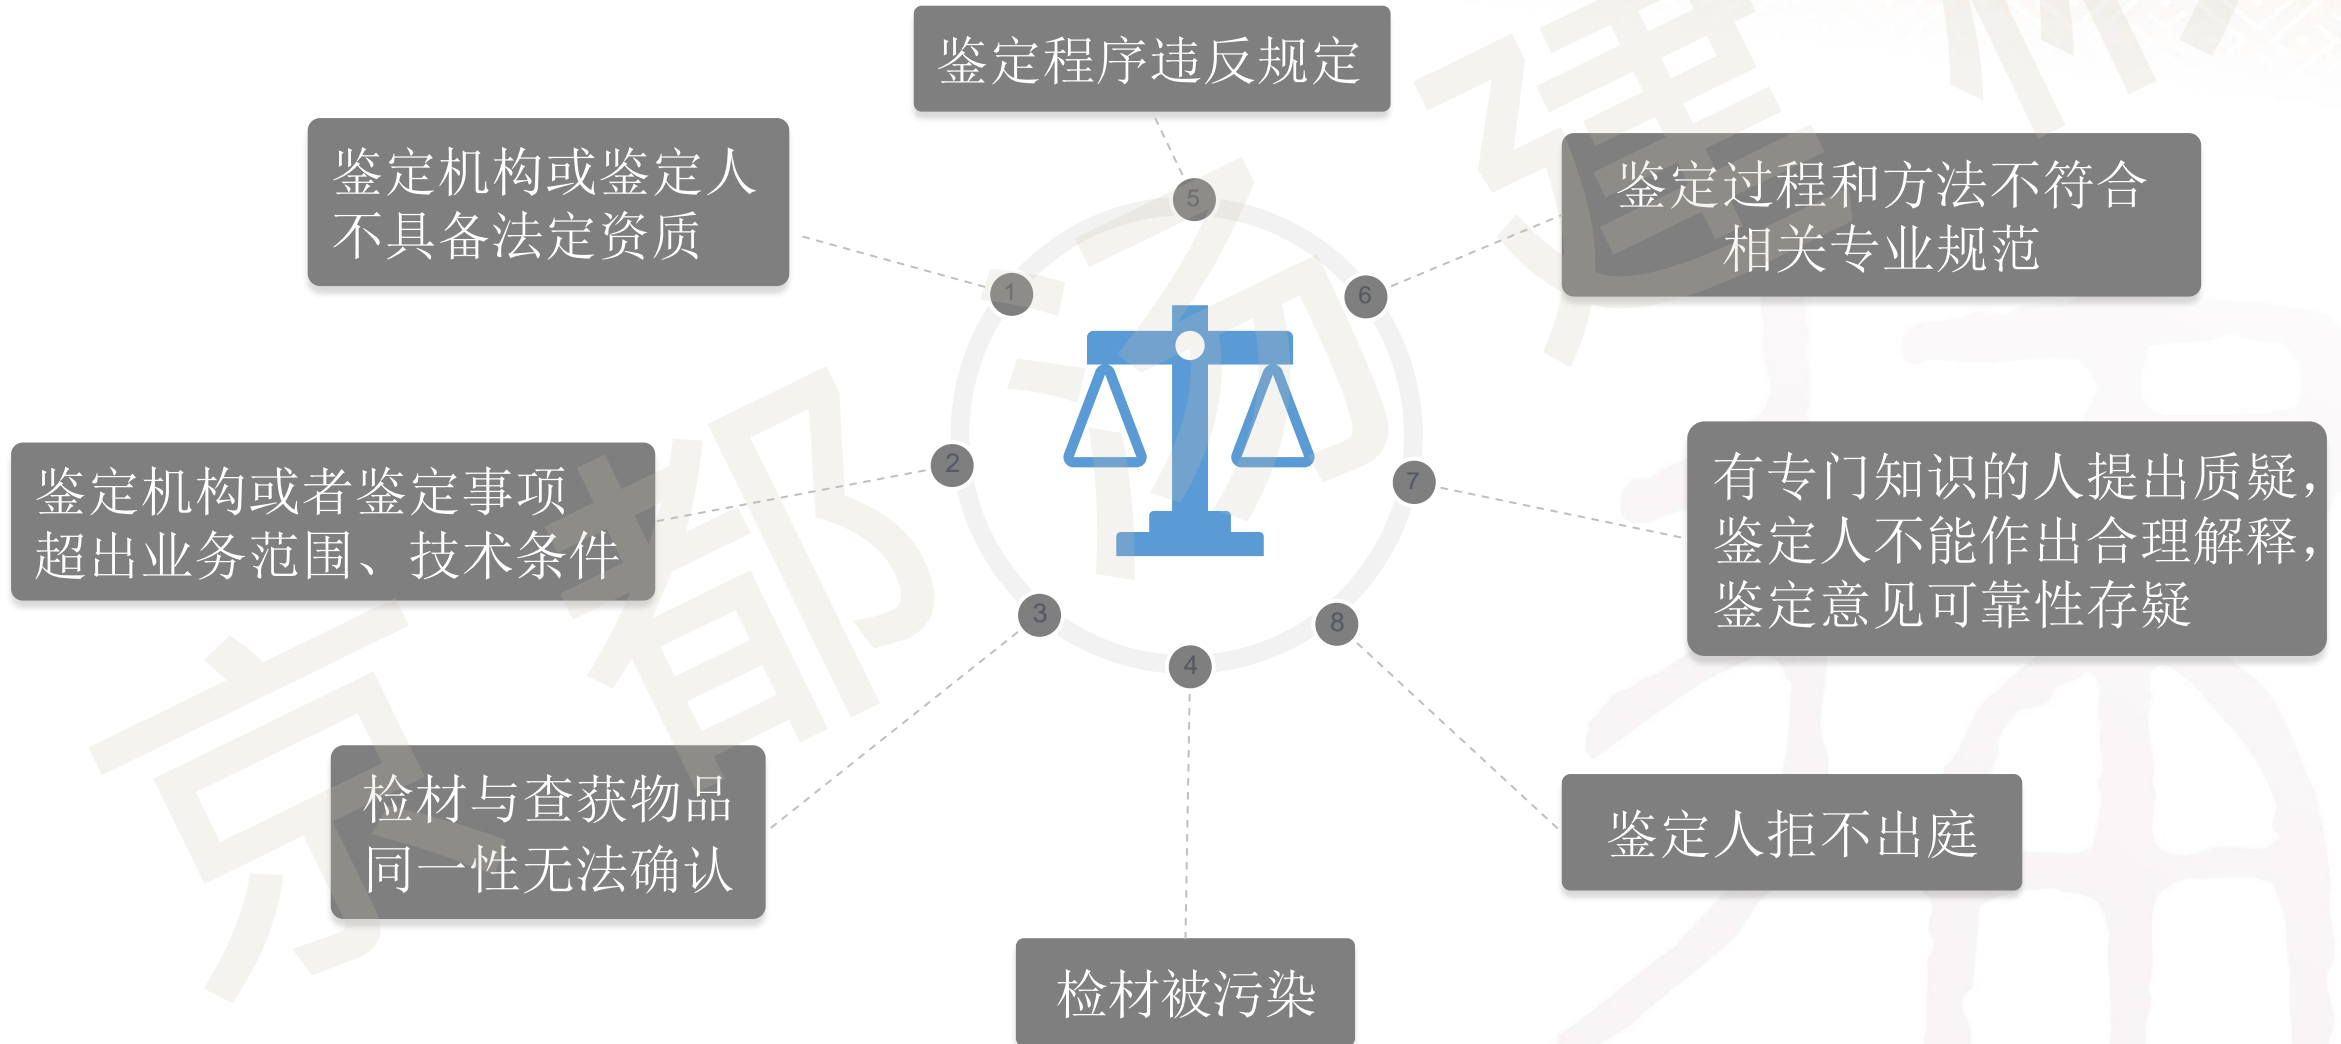 鉴定程序违反规定
鉴定机构或鉴定人
不具备法定资质
鉴定过程和方法不符合
相关专业规范
5
1
6
鉴定机构或者鉴定事项
超出业务范围、技术条件
2
7
有专门知识的人提出质疑，
鉴定人不能作出合理解释，
鉴定意见可靠性存疑
3
8
4
检材与查获物品
同一性无法确认
鉴定人拒不出庭
检材被污染
京都 汤建彬